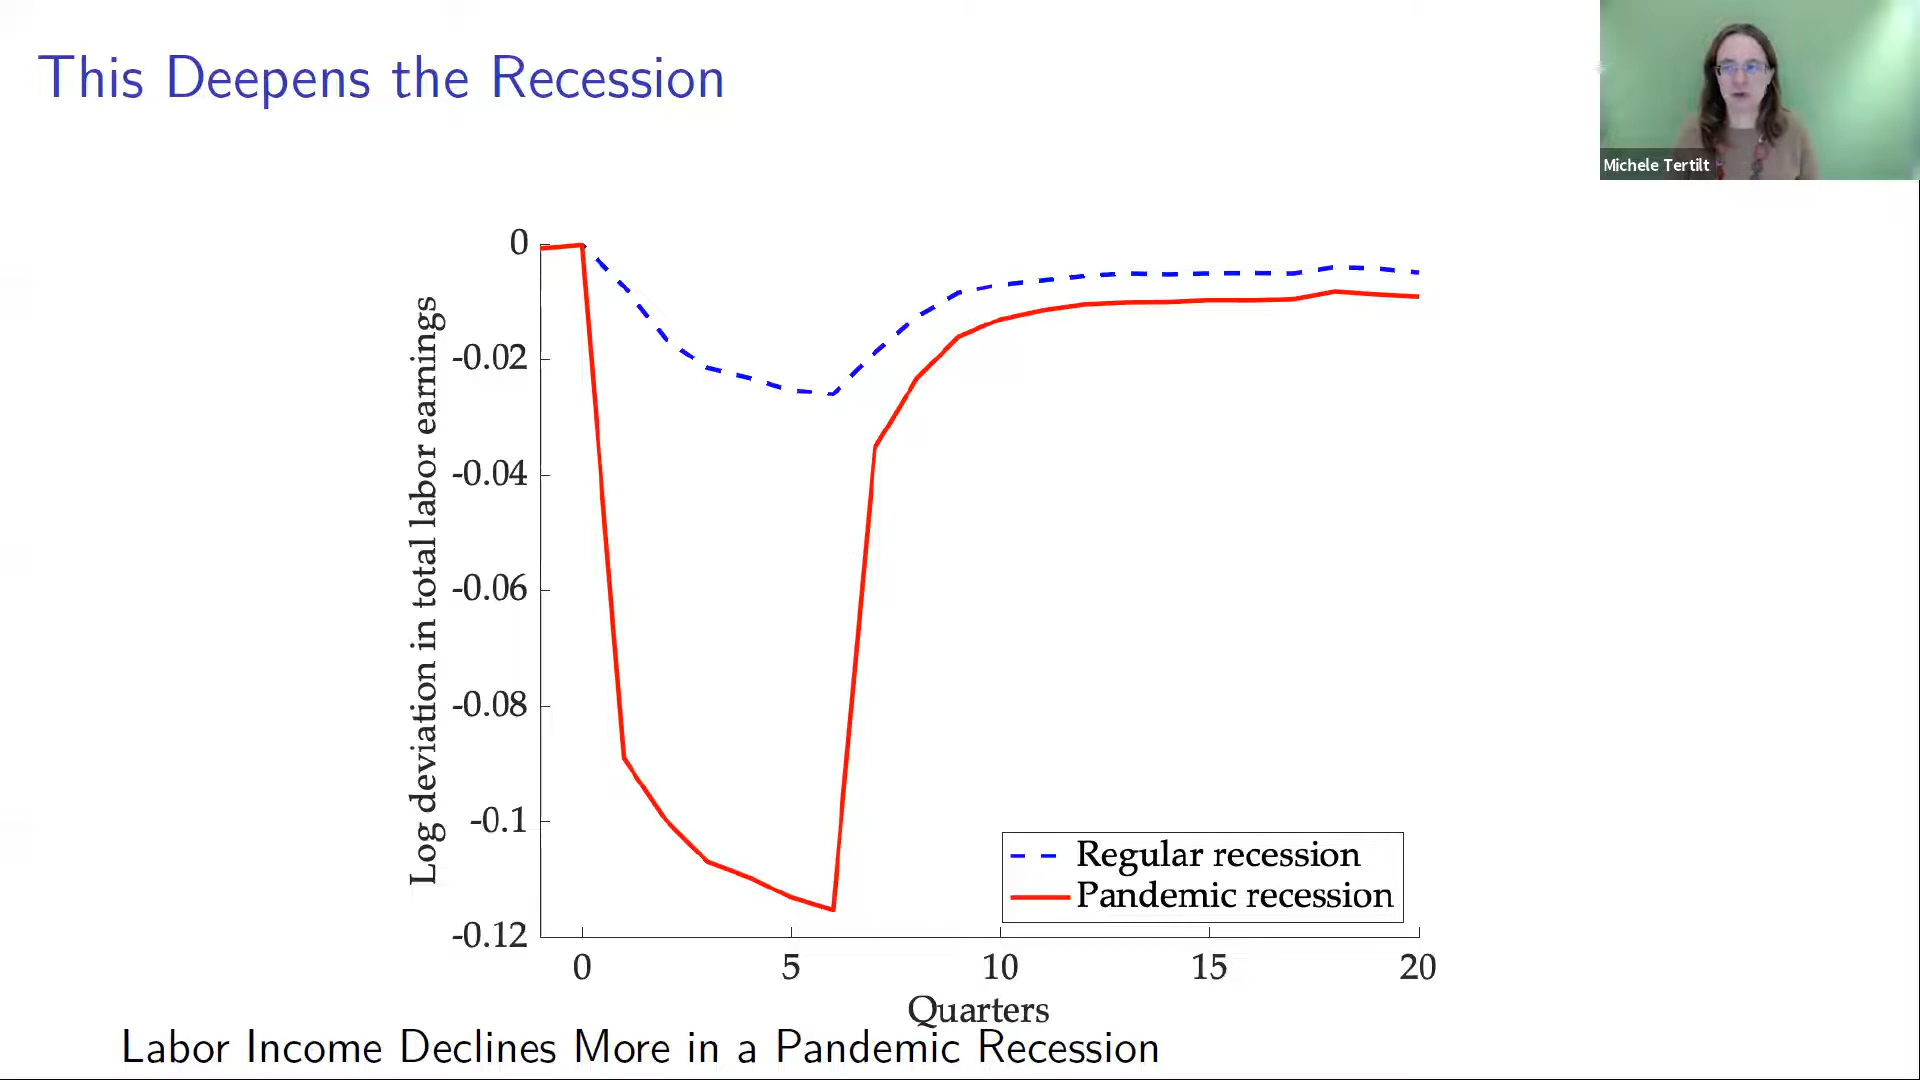 This Deepens the Recession
Michele Tertilt
Log deviation in total labor earnings
0
-0.02
-0.04
-0.06
-0.08
-0.1
-0.12
0 5 10 15 20
Quarters
Regular recession
Pandemic recession
Labor Income Declines More in a Pandemic Recession